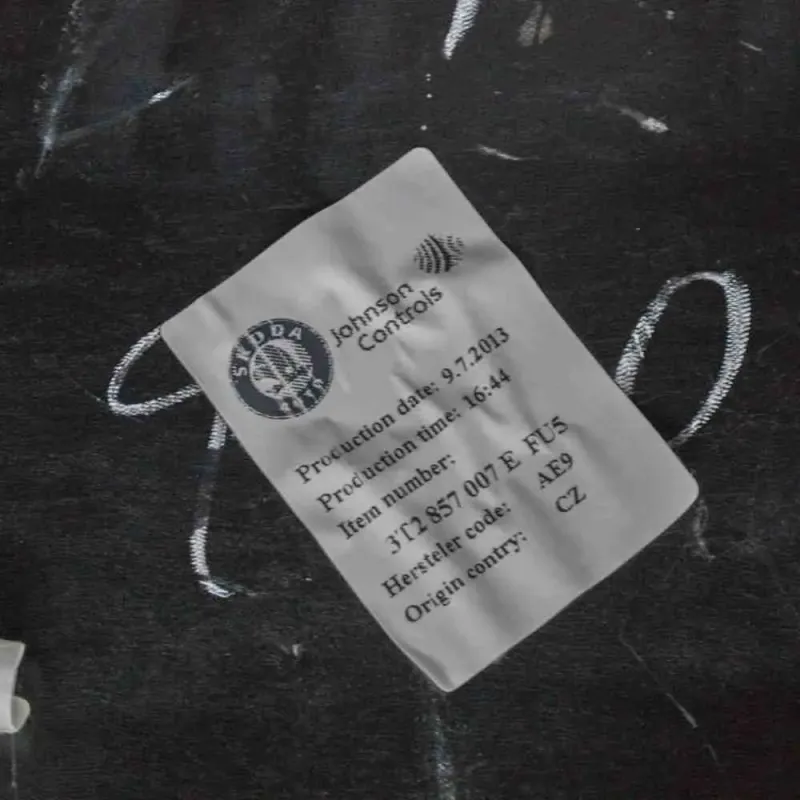 ŠKODA
Johnson
Controls
Production date: 9.7.2013
Production time: 16:44
Item number:
3T2 857 007 E FU5
Hersteler code: AE9
Origin contry: CZ